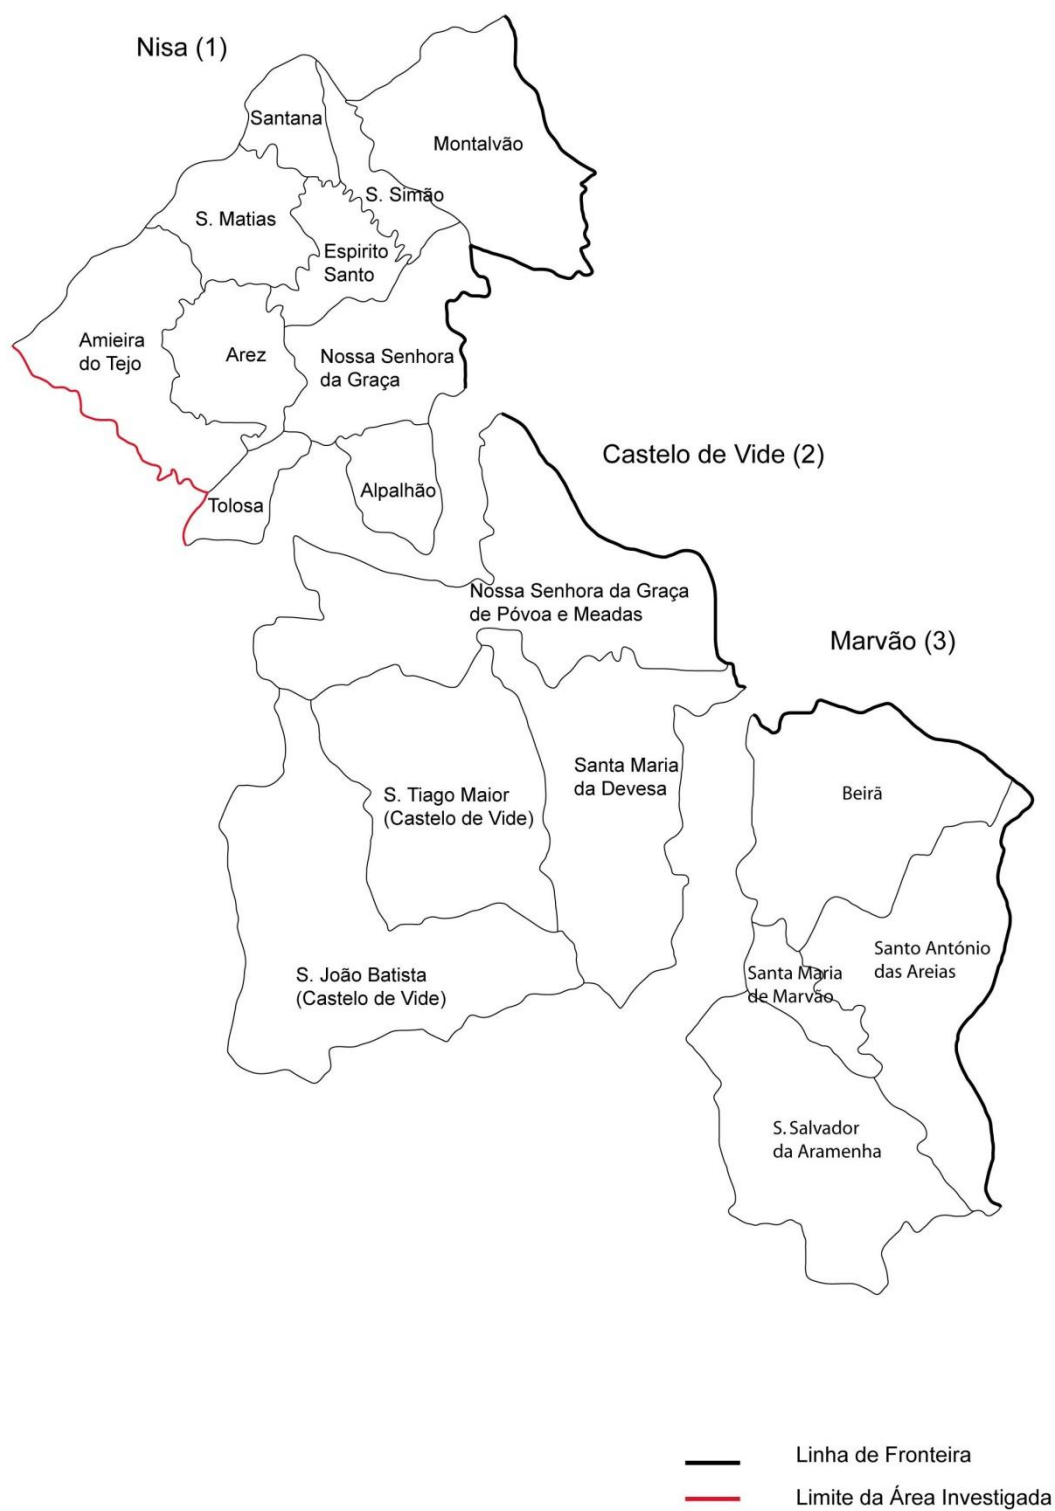 Nisa (1)
Santana
Montalvão
S. Simão
S. Matias
Espirito
Santo
Amieira
do Tejo
Arez
Nossa Senhora
da Graça
Castelo de Vide (2)
Alpalhão
Tolosa
Nossa Senhora da Graça
de Póvoa e Meadas
Marvão (3)
Santa Maria
da Devesa
S. Tiago Maior
(Castelo de Vide)
Beirã
S. João Batista
(Castelo de Vide)
Santo António
das Areias
Santa Maria
de Marvão
S. Salvador
da Aramenha
Linha de Fronteira
Limite da Área Investigada